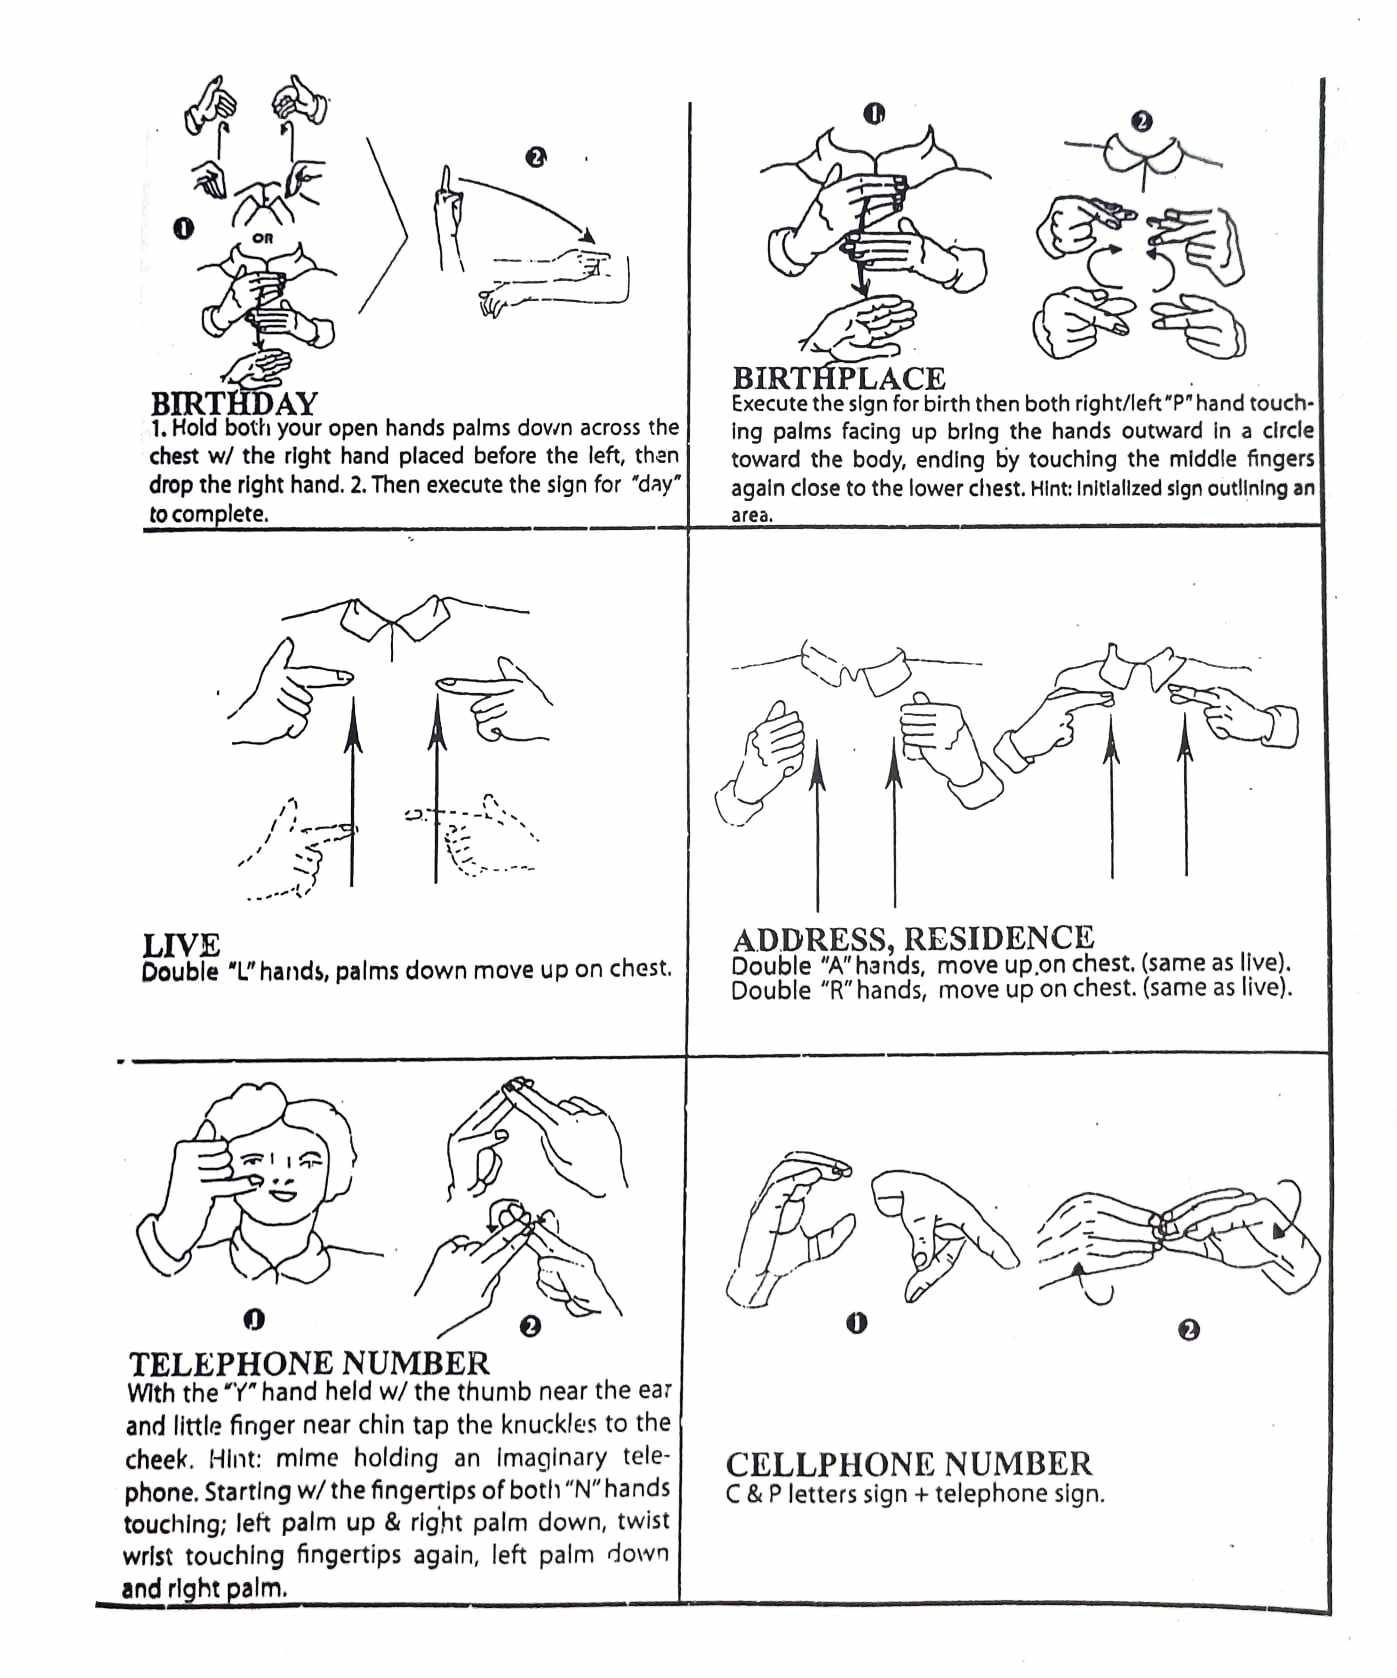 1
OR
2
BIRTHDAY
1. Hold both your open hands palms down across the
chest w/ the right hand placed before the left, then
drop the right hand. 2. Then execute the sign for "day"
to complete.
1
2
BIRTHPLACE
Execute the sign for birth then both right/left "P" hand touch-
ing palms facing up bring the hands outward in a circle
toward the body, ending by touching the middle fingers
again close to the lower chest. Hint: Initialized sign outlining an
area.
LIVE
Double "L" hands, palms down move up on chest.
ADDRESS, RESIDENCE
Double "A" hands, move up on chest. (same as live).
Double "R" hands, move up on chest. (same as live).
1
2
TELEPHONE NUMBER
With the "Y" hand held w/ the thumb near the ear
and little finger near chin tap the knuckles to the
cheek. Hint: mime holding an imaginary tele-
phone. Starting w/ the fingertips of both "N" hands
touching; left palm up & right palm down, twist
wrist touching fingertips again, left palm down
and right palm.
1
2
CELLPHONE NUMBER
C & P letters sign + telephone sign.